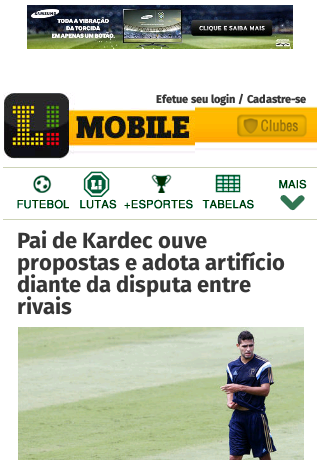 SAMSUNG
TODA A VIBRAÇÃO
DA TORCIDA
EM APENAS UM BOTÃO.
CLIQUE E SAIBA MAIS
Efetue seu login / Cadastre-se
L!
MOBILE
Clubes
L!
FUTEBOL LUTAS +ESPORTES TABELAS MAIS
Pai de Kardec ouve
propostas e adota artifício
diante da disputa entre
rivais